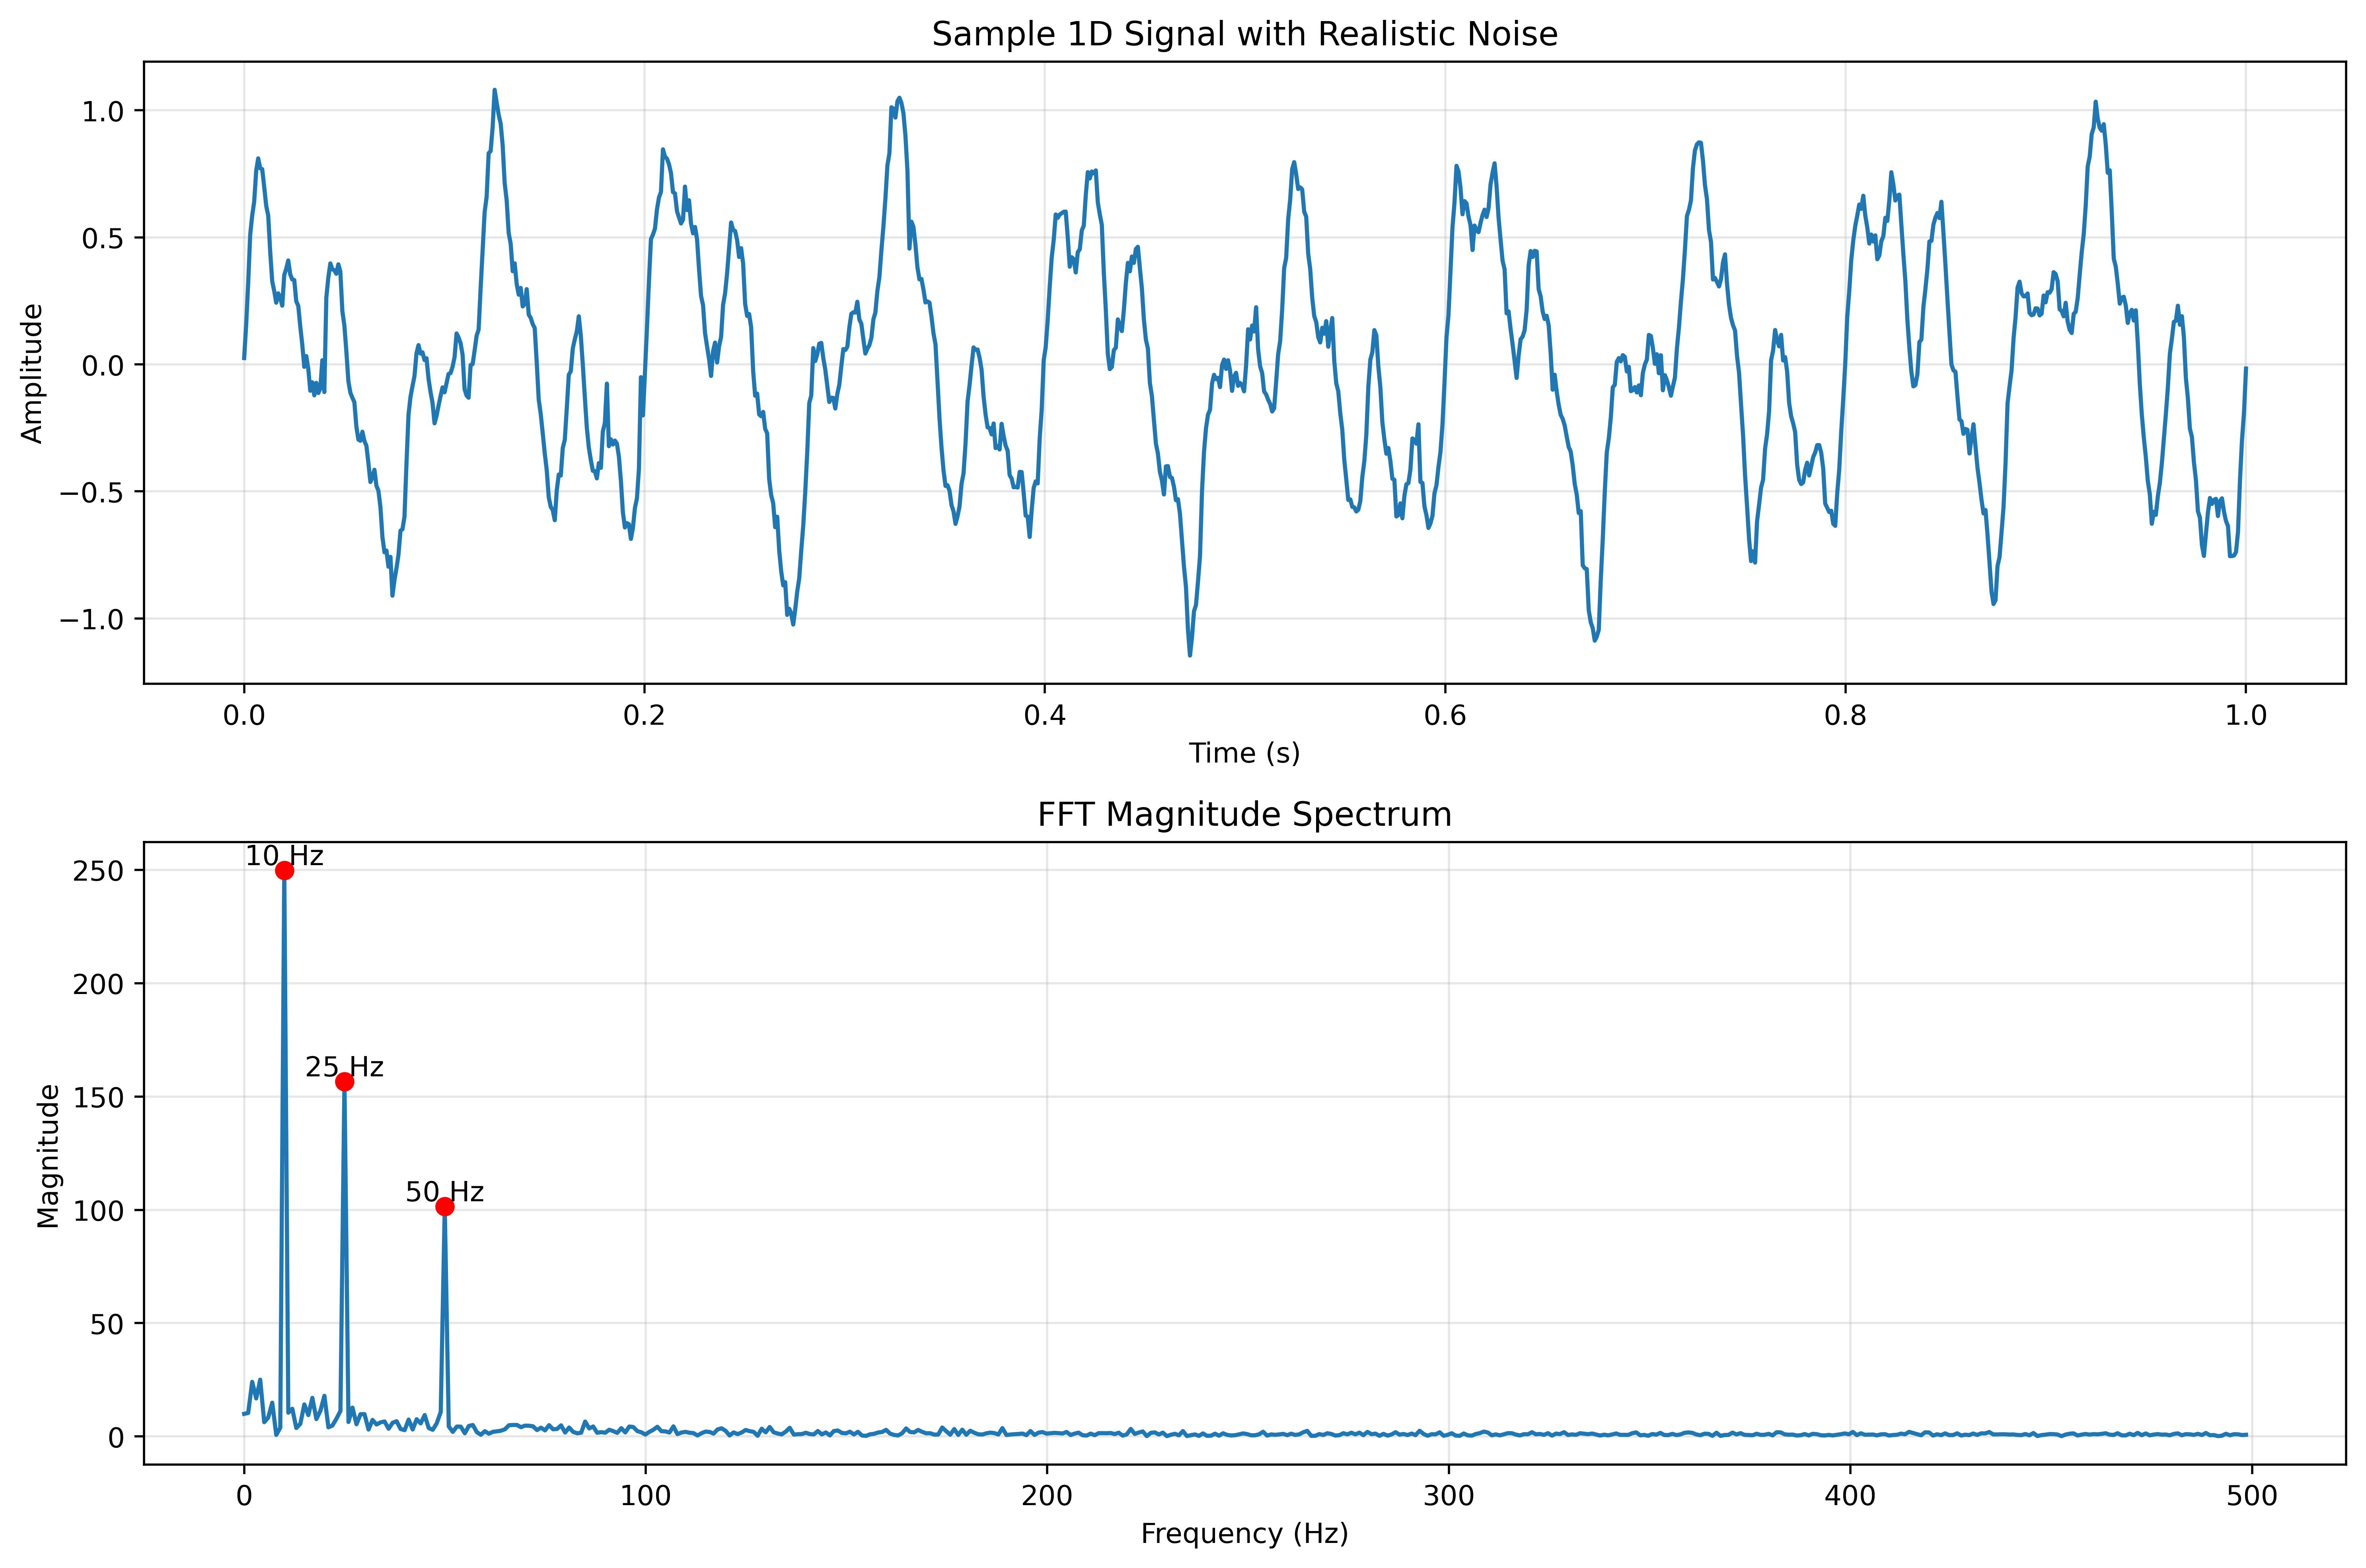 Sample 1D Signal with Realistic Noise
1.0
0.5
0.0
−0.5
−1.0
Amplitude
0.0 0.2 0.4 0.6 0.8 1.0
Time (s)
FFT Magnitude Spectrum
250
200
150
100
50
0
Magnitude
10 Hz
25 Hz
50 Hz
0 100 200 300 400 500
Frequency (Hz)